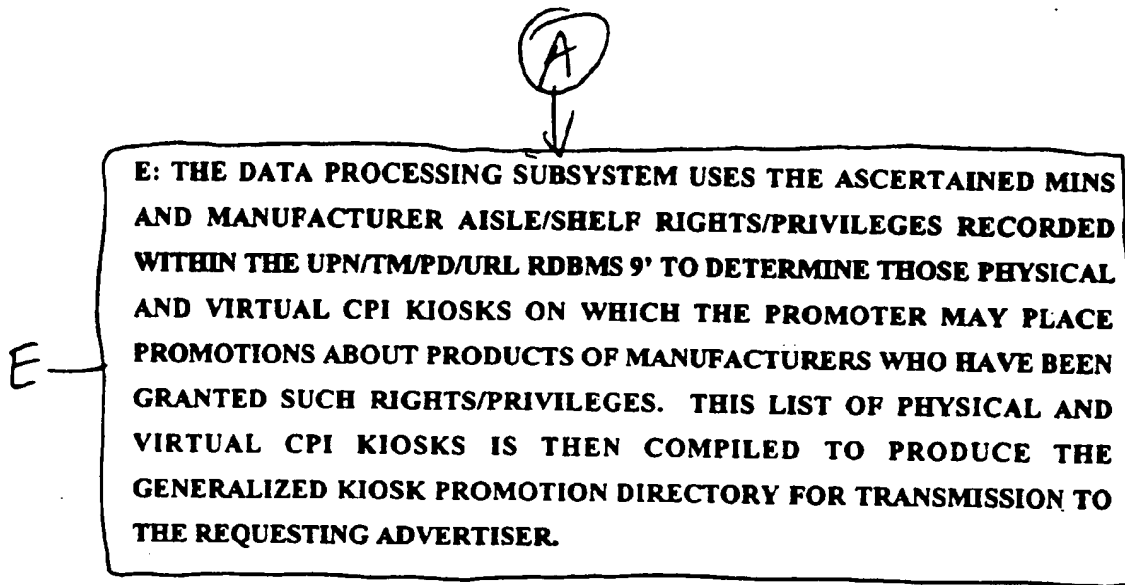 A
E: THE DATA PROCESSING SUBSYSTEM USES THE ASCERTAINED MINS
AND MANUFACTURER AISLE/SHELF RIGHTS/PRIVILEGES RECORDED
WITHIN THE UPN/TM/PD/URL RDBMS 9' TO DETERMINE THOSE PHYSICAL
AND VIRTUAL CPI KIOSKS ON WHICH THE PROMOTER MAY PLACE
PROMOTIONS ABOUT PRODUCTS OF MANUFACTURERS WHO HAVE BEEN
GRANTED SUCH RIGHTS/PRIVILEGES. THIS LIST OF PHYSICAL AND
VIRTUAL CPI KIOSKS IS THEN COMPILED TO PRODUCE THE
GENERALIZED KIOSK PROMOTION DIRECTORY FOR TRANSMISSION TO
THE REQUESTING ADVERTISER.
E